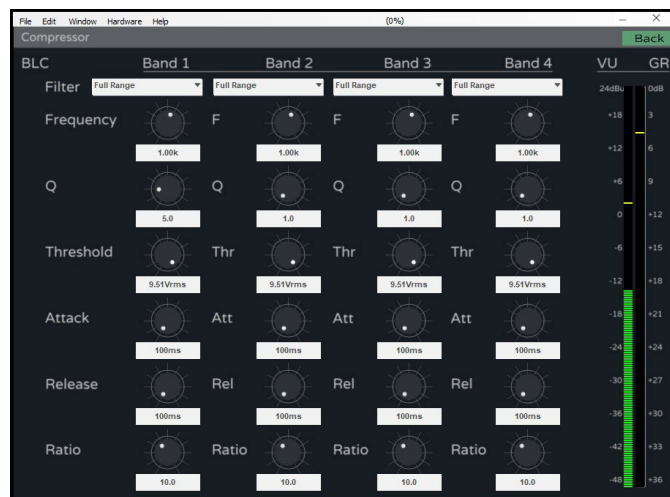 File Edit Window Hardware Help (0%)
Compressor Back
BLC Band 1 Band 2 Band 3 Band 4 VU GR
Filter Full Range Full Range Full Range Full Range 24dBu 0dB
Frequency F F F +18 3
1.00k 1.00k 1.00k 1.00k +12 6
Q Q Q Q +6 9
5.0 1.0 1.0 1.0 0 +12
Threshold Thr Thr Thr -6 +15
9.51Vrms 9.51Vrms 9.51Vrms 9.51Vrms -12 +18
Attack Att Att Att -18 +21
100ms 100ms 100ms 100ms -24 +24
Release Rel Rel Rel -30 +27
100ms 100ms 100ms 100ms -36 +30
Ratio Ratio Ratio Ratio -42 +33
10.0 10.0 10.0 10.0 -48 +36